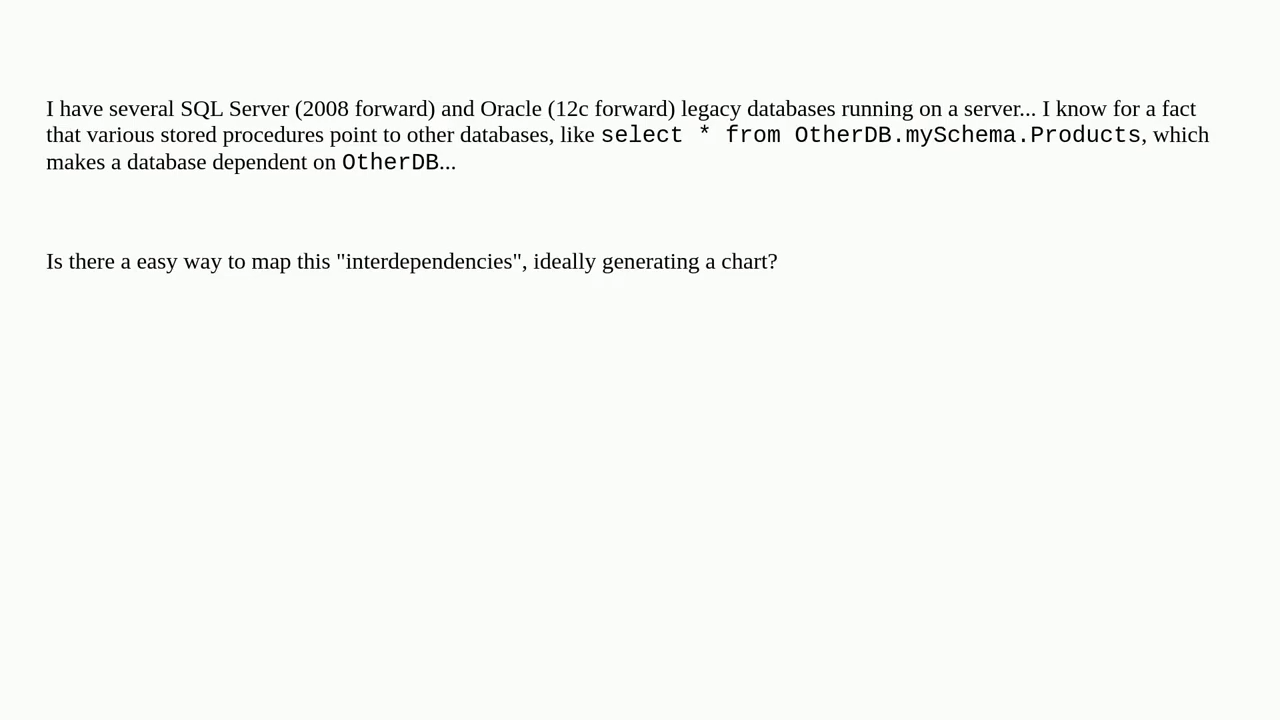 I have several SQL Server (2008 forward) and Oracle (12c forward) legacy databases running on a server... I know for a fact
that various stored procedures point to other databases, like select * from OtherDB.mySchema.Products, which
makes a database dependent on OtherDB...
Is there a easy way to map this "interdependencies", ideally generating a chart?